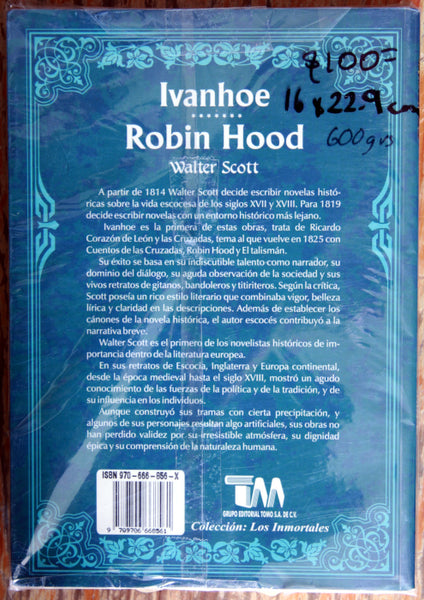 $100=
16 x 22.9 cm
600grs
Ivanhoe
Robin Hood
Walter Scott
A partir de 1814 Walter Scott decide escribir novelas histó-
ricas sobre la vida escocesa de los siglos XVII y XVIII. Para 1819
decide escribir novelas con un entorno histórico más lejano.
Ivanhoe es la primera de estas obras, trata de Ricardo
Corazón de León y las Cruzadas, tema al que vuelve en 1825 con
Cuentos de las Cruzadas, Robin Hood y El talismán.
Su éxito se basa en su indiscutible talento como narrador, su
dominio del diálogo, su aguda observación de la sociedad y sus
vivos retratos de gitanos, bandoleros y titiriteros. Según la crítica,
Scott poseía un rico estilo literario que combinaba vigor, belleza
lírica y claridad en las descripciones. Además de establecer los
cánones de la novela histórica, el autor escocés contribuyó a la
narrativa breve.
Walter Scott es el primero de los novelistas históricos de im-
portancia dentro de la literatura europea.
En sus retratos de Escocia, Inglaterra y Europa continental,
desde la época medieval hasta el siglo XVIII, mostró un agudo
conocimiento de las fuerzas de la política y de la tradición, y de
su influencia en los individuos.
Aunque construyó sus tramas con cierta precipitación, y
algunos de sus personajes resultan algo artificiales, sus obras no
han perdido validez por su irresistible atmósfera, su dignidad
épica y su comprensión de la naturaleza humana.
ISBN 970-666-856-X
9 789706 668561
GRUPO EDITORIAL TOMO S.A. DE C.V.
Colección: Los Inmortales